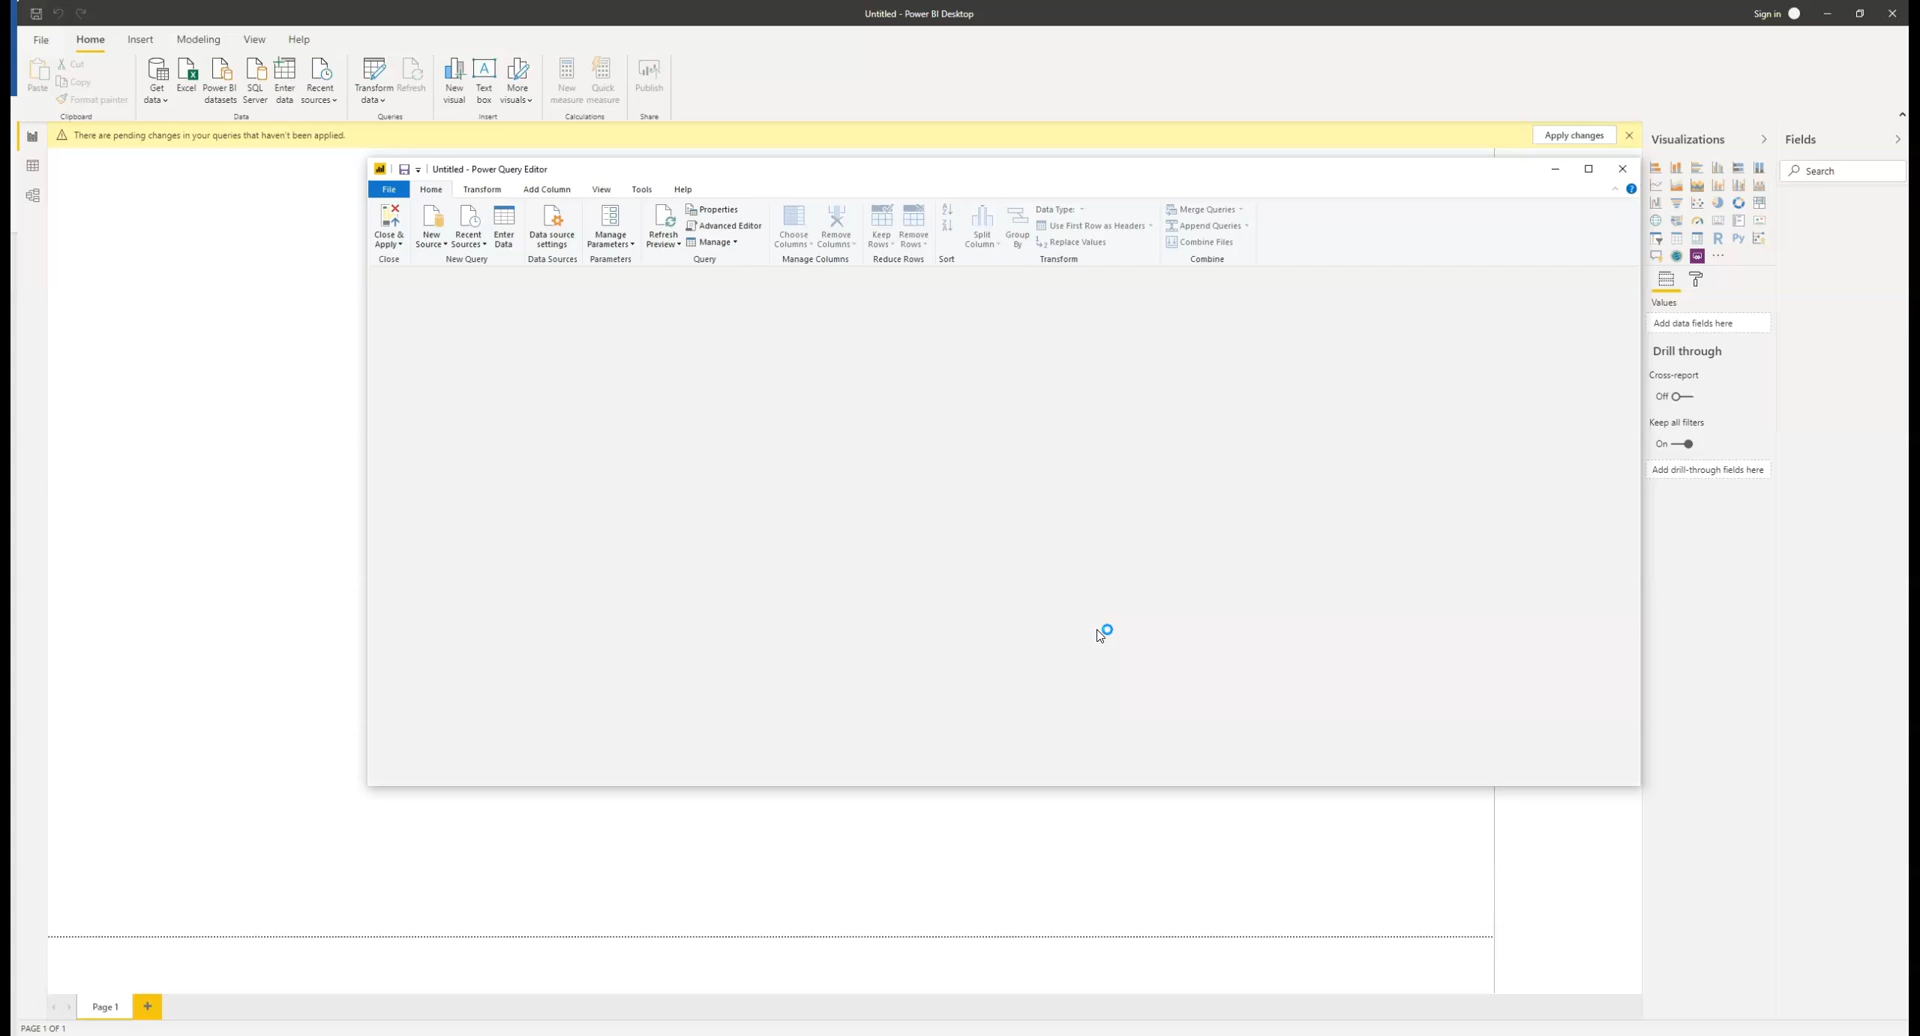 Untitled - Power BI Desktop
Sign in
File Home Insert Modeling View Help
Paste
Cut
Copy
Format painter
Clipboard
Get data
Excel
Power BI datasets
SQL Server
Enter data
Recent sources
Data
Transform data
Refresh
Queries
New visual
Text box
More visuals
Insert
New measure
Quick measure
Calculations
Publish
Share
There are pending changes in your queries that haven't been applied.
Apply changes
Untitled - Power Query Editor
File Home Transform Add Column View Tools Help
Close & Apply
Close
New Source
Recent Sources
Enter Data
New Query
Data source settings
Data Sources
Manage Parameters
Parameters
Refresh Preview
Properties
Advanced Editor
Manage
Query
Choose Columns
Remove Columns
Manage Columns
Keep Rows
Remove Rows
Reduce Rows
Sort
Split Column
Group By
Data Type:
Use First Row as Headers
Replace Values
Transform
Merge Queries
Append Queries
Combine Files
Combine
Visualizations
Values
Add data fields here
Drill through
Cross-report
Off
Keep all filters
On
Add drill-through fields here
Fields
Search
Page 1
PAGE 1 OF 1